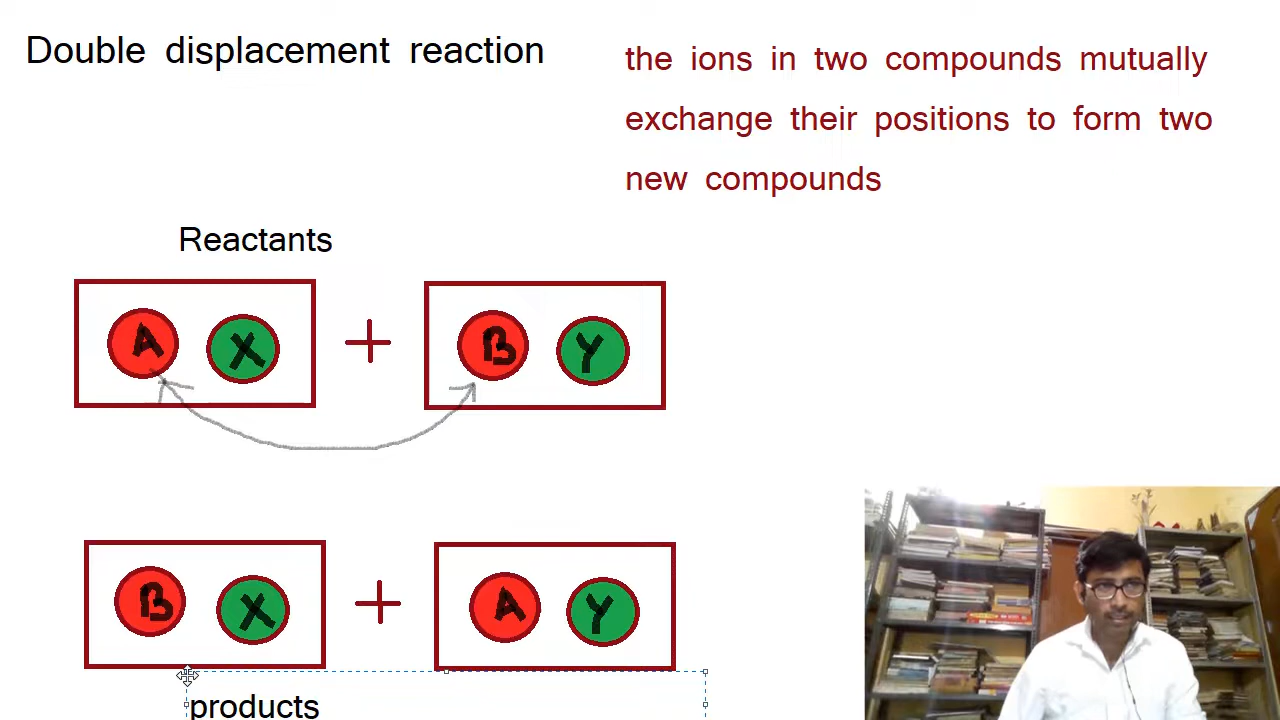 Double displacement reaction
the ions in two compounds mutually
exchange their positions to form two
new compounds
Reactants
A X + B Y
B X + A Y
products